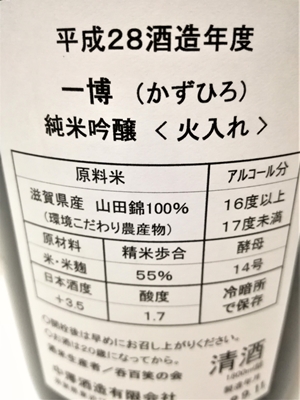 平成28酒造年度
一博 (かずひろ)
純米吟醸 < 火入れ >
原料米
アルコール分
滋賀県産 山田錦100%
(環境こだわり農産物)
16度以上
17度未満
原材料
精米歩合
酵母
米・米麹
55%
14号
日本酒度
酸度
冷暗所
で保存
+3.5
1.7
○開栓後は早めにお召し上がりください。
○お酒は20歳になってから。
清酒
酒造有限会社